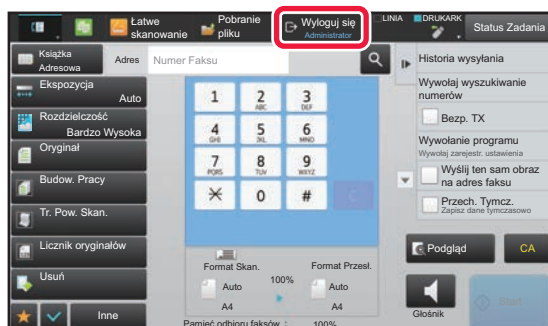 Łatwe
skanowanie
Pobranie
pliku
Wyloguj się
Administrator
LINIA
DRUKARK
Status Zadania
Książka
Adresowa
Adres
Numer Faksu
Historia wysyłania
Ekspozycja
Auto
Wywołaj wyszukiwanie
numerów
Bezp. TX
Rozdzielczość
Bardzo Wysoka
Oryginał
Wywołanie programu
Wywołaj zarejestr. ustawienia
Wyślij ten sam obraz
na adres faksu
Budow. Pracy
Przech. Tymcz.
Zapisz dane tymczasowo
Tr. Pow. Skan.
1
2
ABC
3
DEF
4
GHI
5
JKL
6
MNO
7
PQRS
8
TUV
9
WXYZ
0
#
C
Licznik oryginałów
Podgląd
CA
Usuń
Format Skan.
Format Przesł.
Auto
100%
Auto
A4
A4
Głośnik
Start
Inne
Pamięć odbioru faksów :
100%